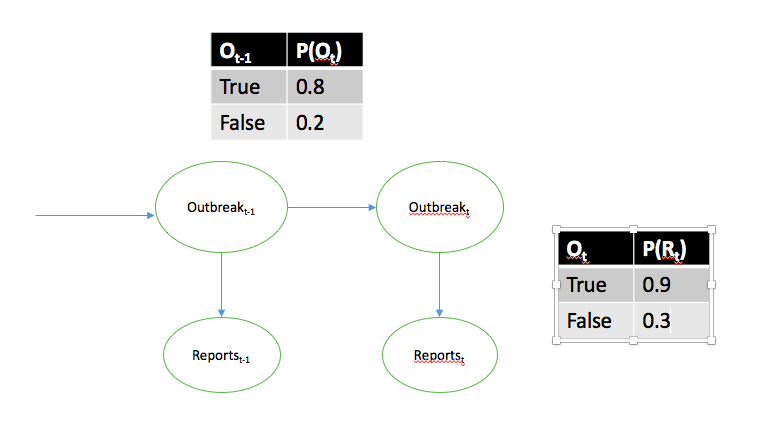 Ot-1 P(Ot)
True 0.8
False 0.2
Outbreakt-1 Outbreakt
Ot P(Rt)
True 0.9
False 0.3
Reportst-1 Reportst